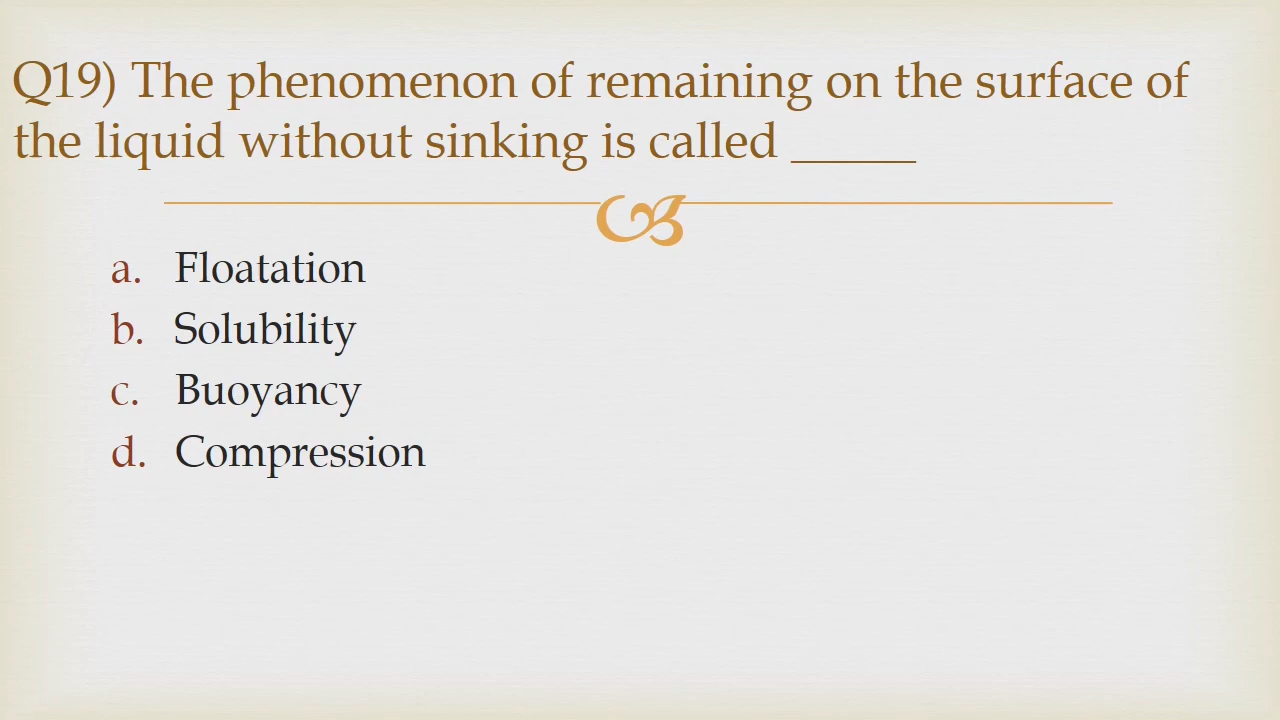 Q19) The phenomenon of remaining on the surface of
the liquid without sinking is called ______
a. Floatation
b. Solubility
c. Buoyancy
d. Compression